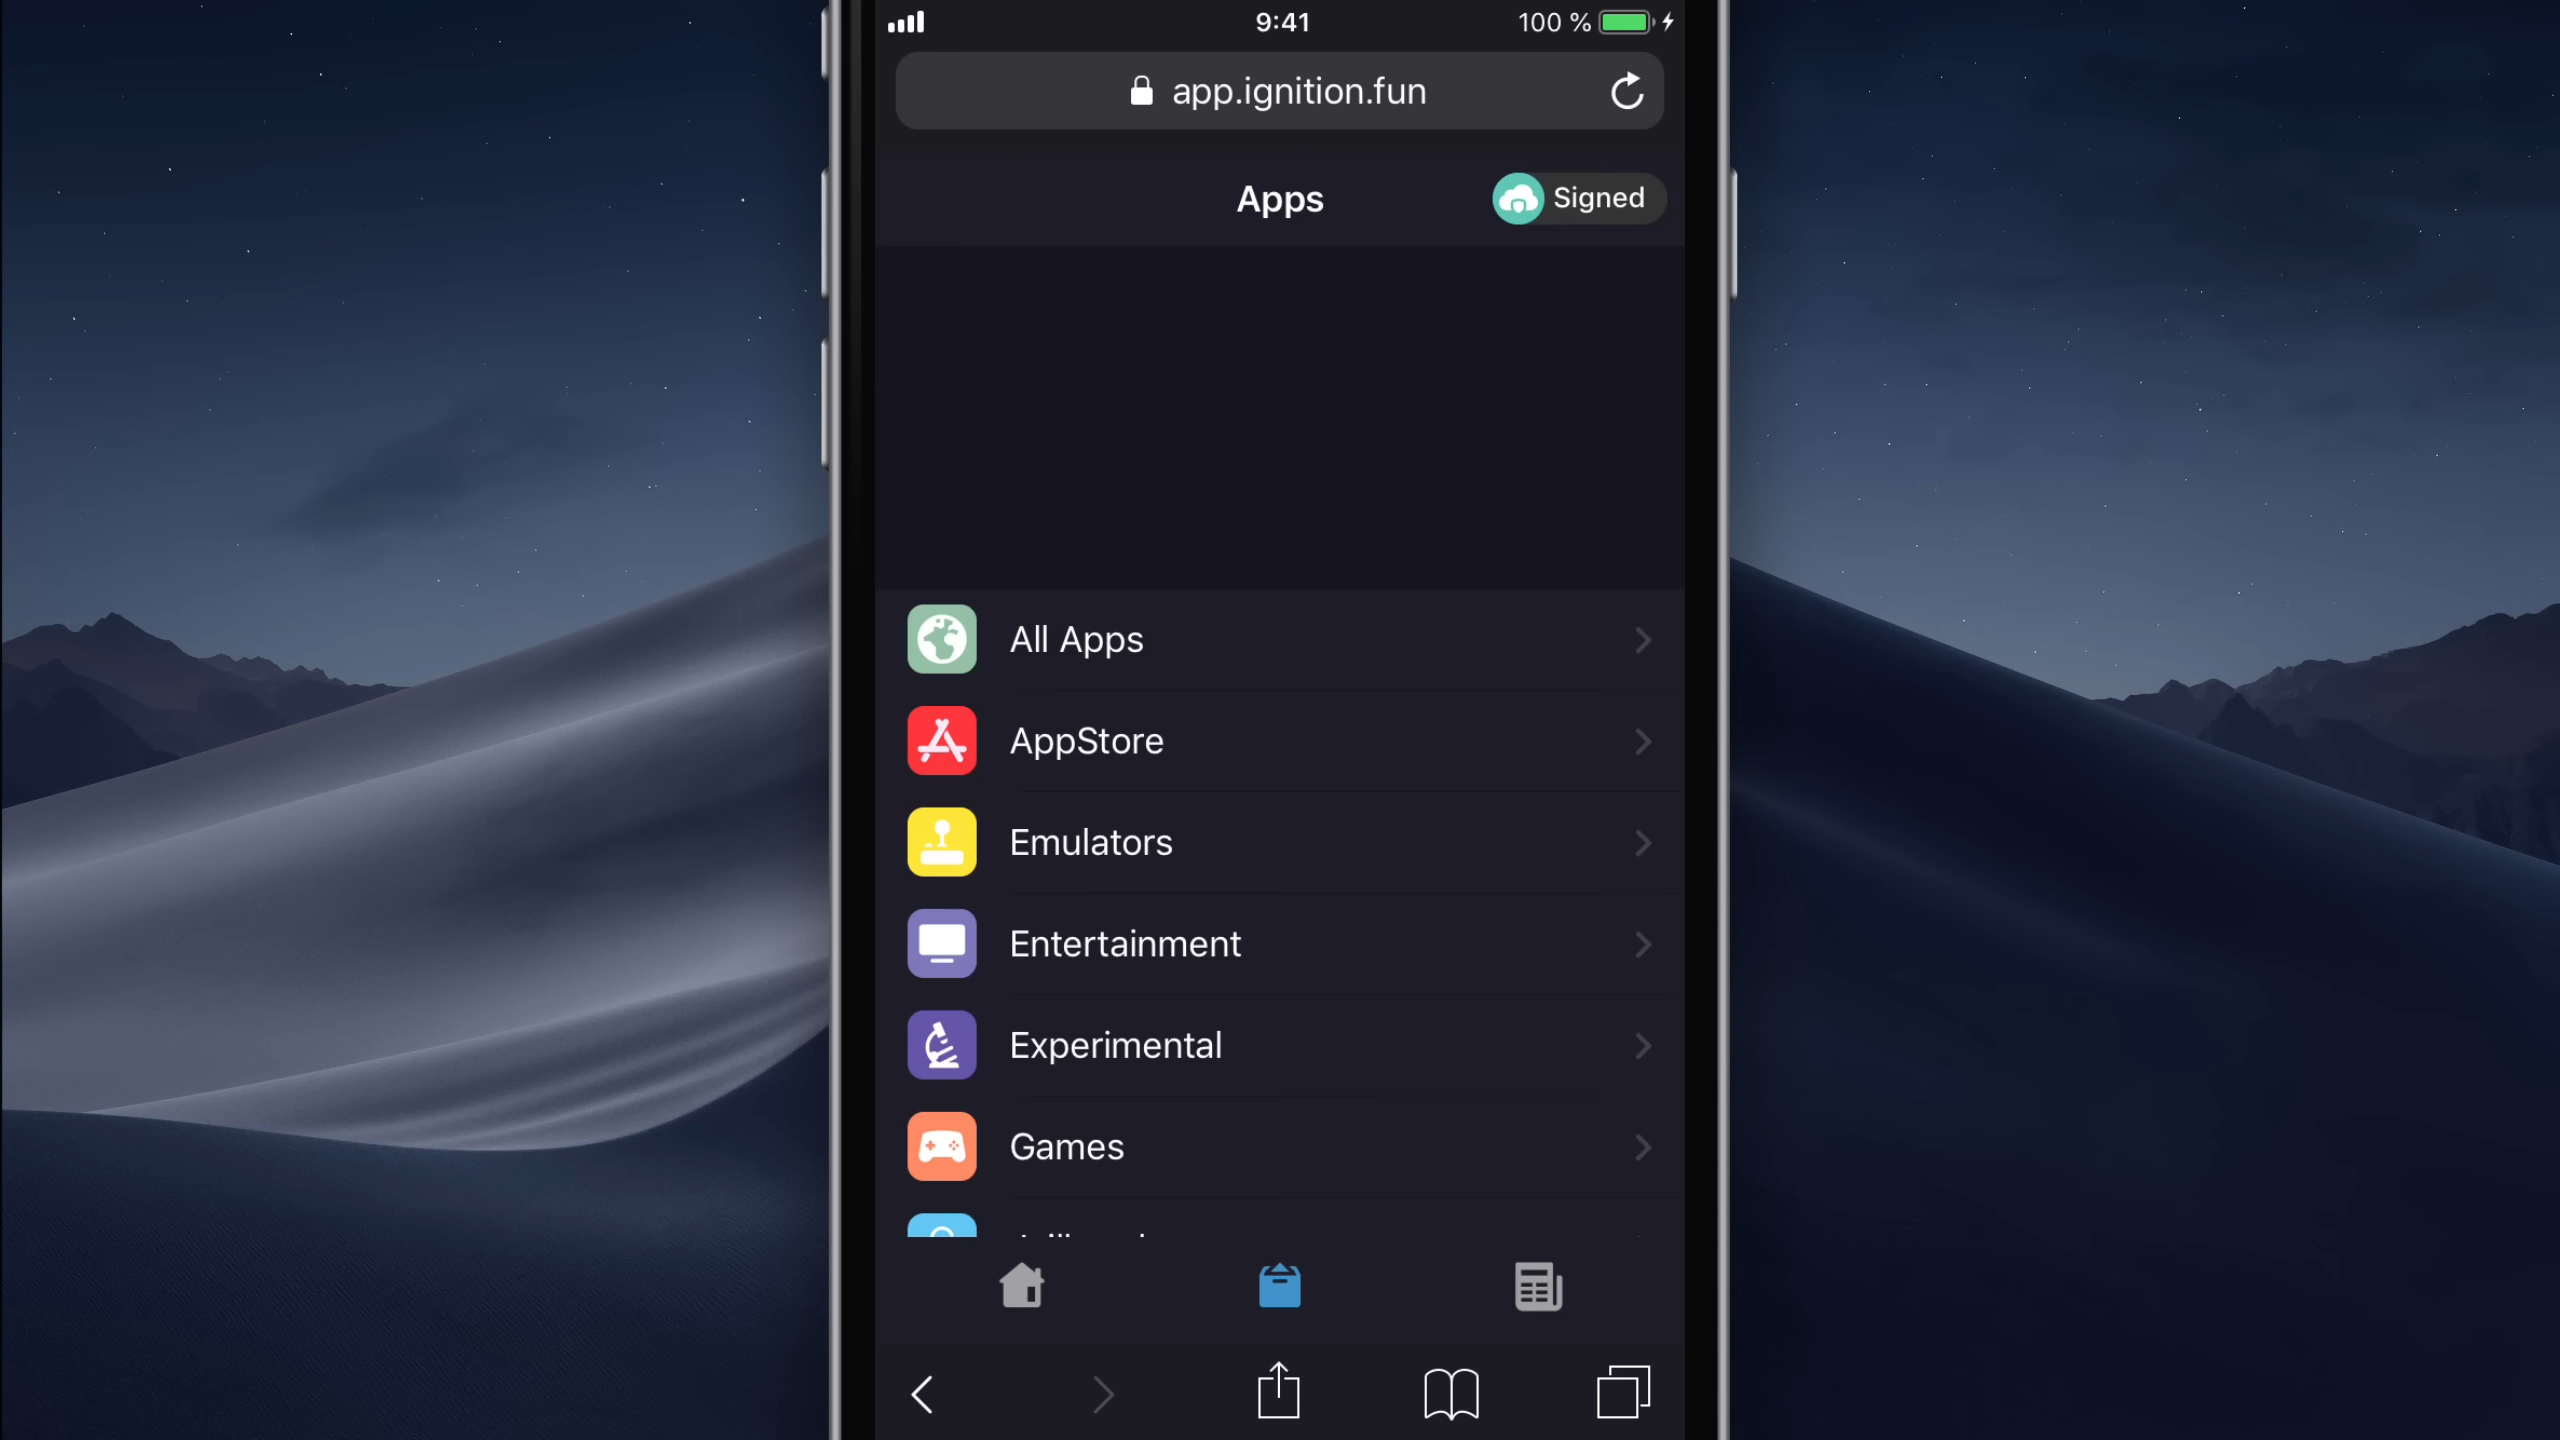 9:41
100 %
app.ignition.fun
Apps
Signed
All Apps
AppStore
Emulators
Entertainment
Experimental
Games